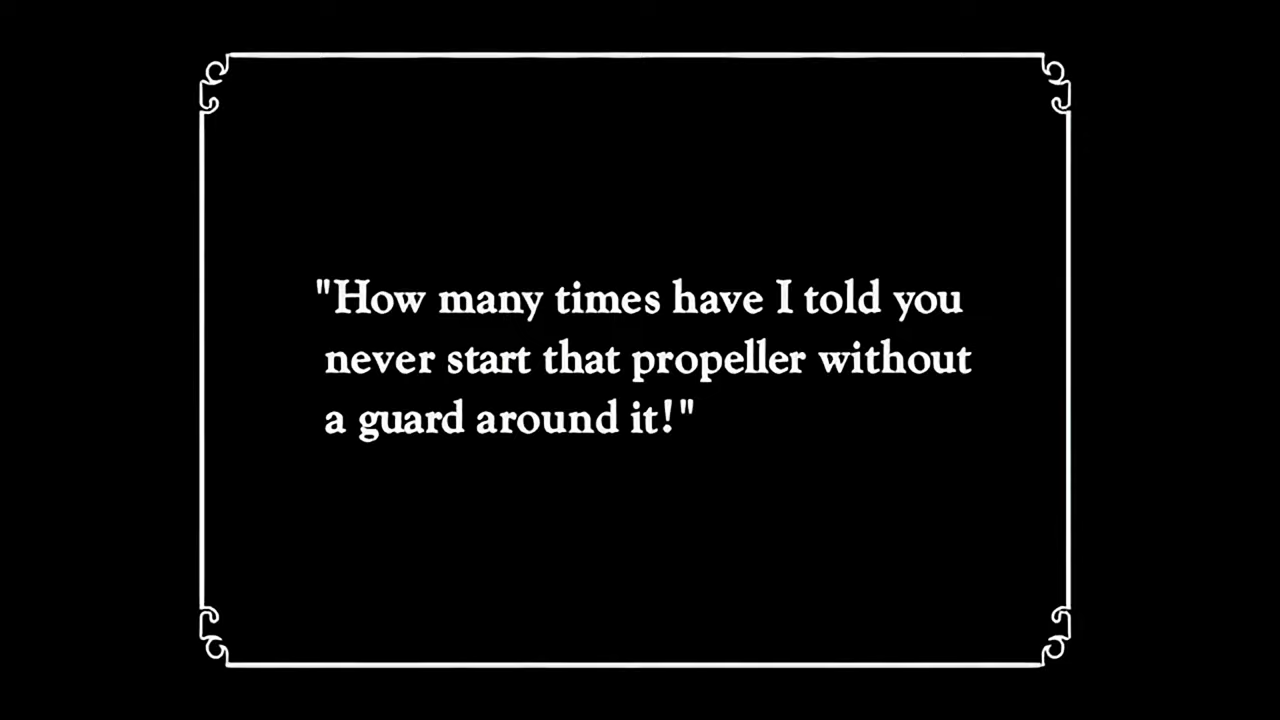 "How many times have I told you
never start that propeller without
a guard around it!"